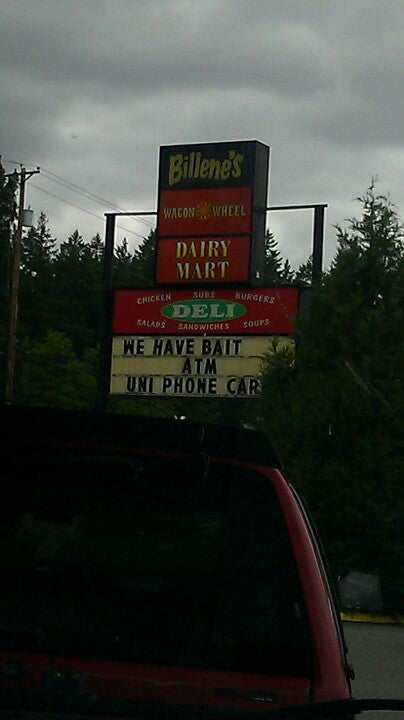 Billene's
WAGON WHEEL
DAIRY
MART
CHICKEN SUBS BURGERS
DELI
SALADS SANDWICHES SOUPS
WE HAVE BAIT
ATM
UNI PHONE CAR